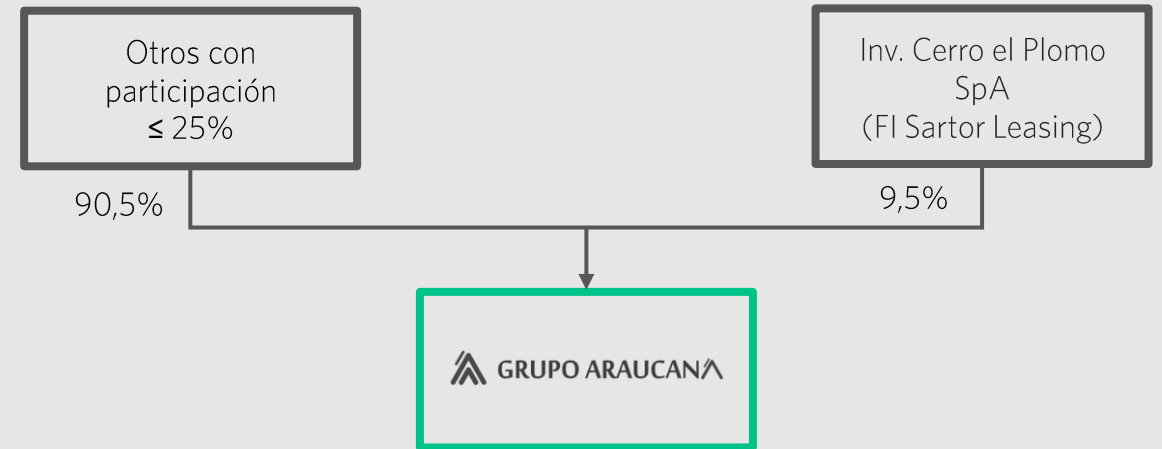 Otros con
participación
≤ 25%
Inv. Cerro el Plomo
SpA
(FI Sartor Leasing)
90,5%
9,5%
GRUPO ARAUCANA